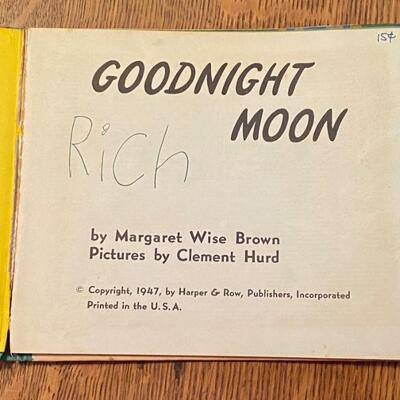 15¢
GOODNIGHT
MOON
Rich
by Margaret Wise Brown
Pictures by Clement Hurd
© Copyright, 1947, by Harper & Row, Publishers, Incorporated
Printed in the U.S.A.